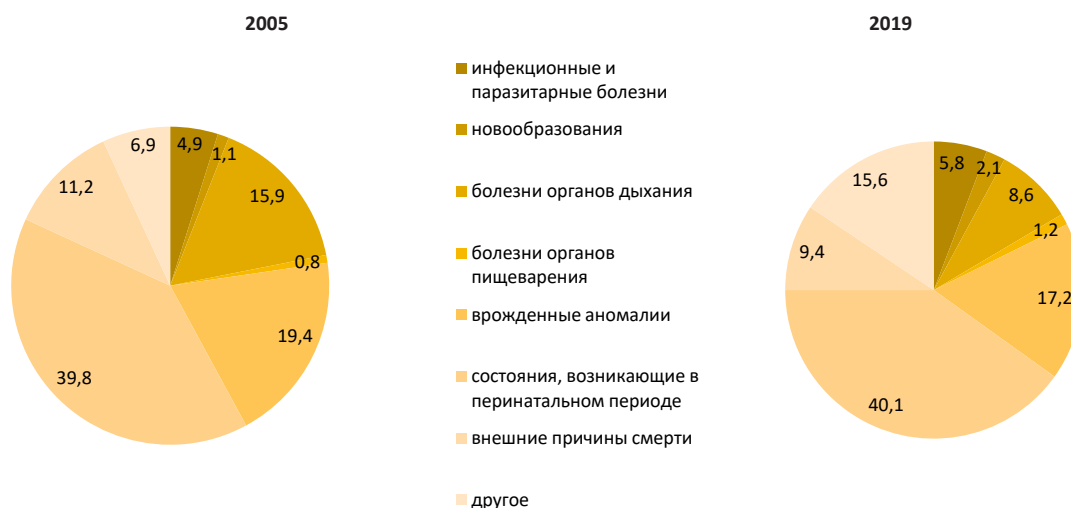 2005
2019
инфекционные и
паразитарные болезни
новообразования
болезни органов дыхания
болезни органов
пищеварения
врожденные аномалии
состояния, возникающие в
перинатальном периоде
внешние причины смерти
другое
4,9
1,1
15,9
0,8
19,4
39,8
11,2
6,9
5,8
2,1
8,6
1,2
17,2
40,1
9,4
15,6